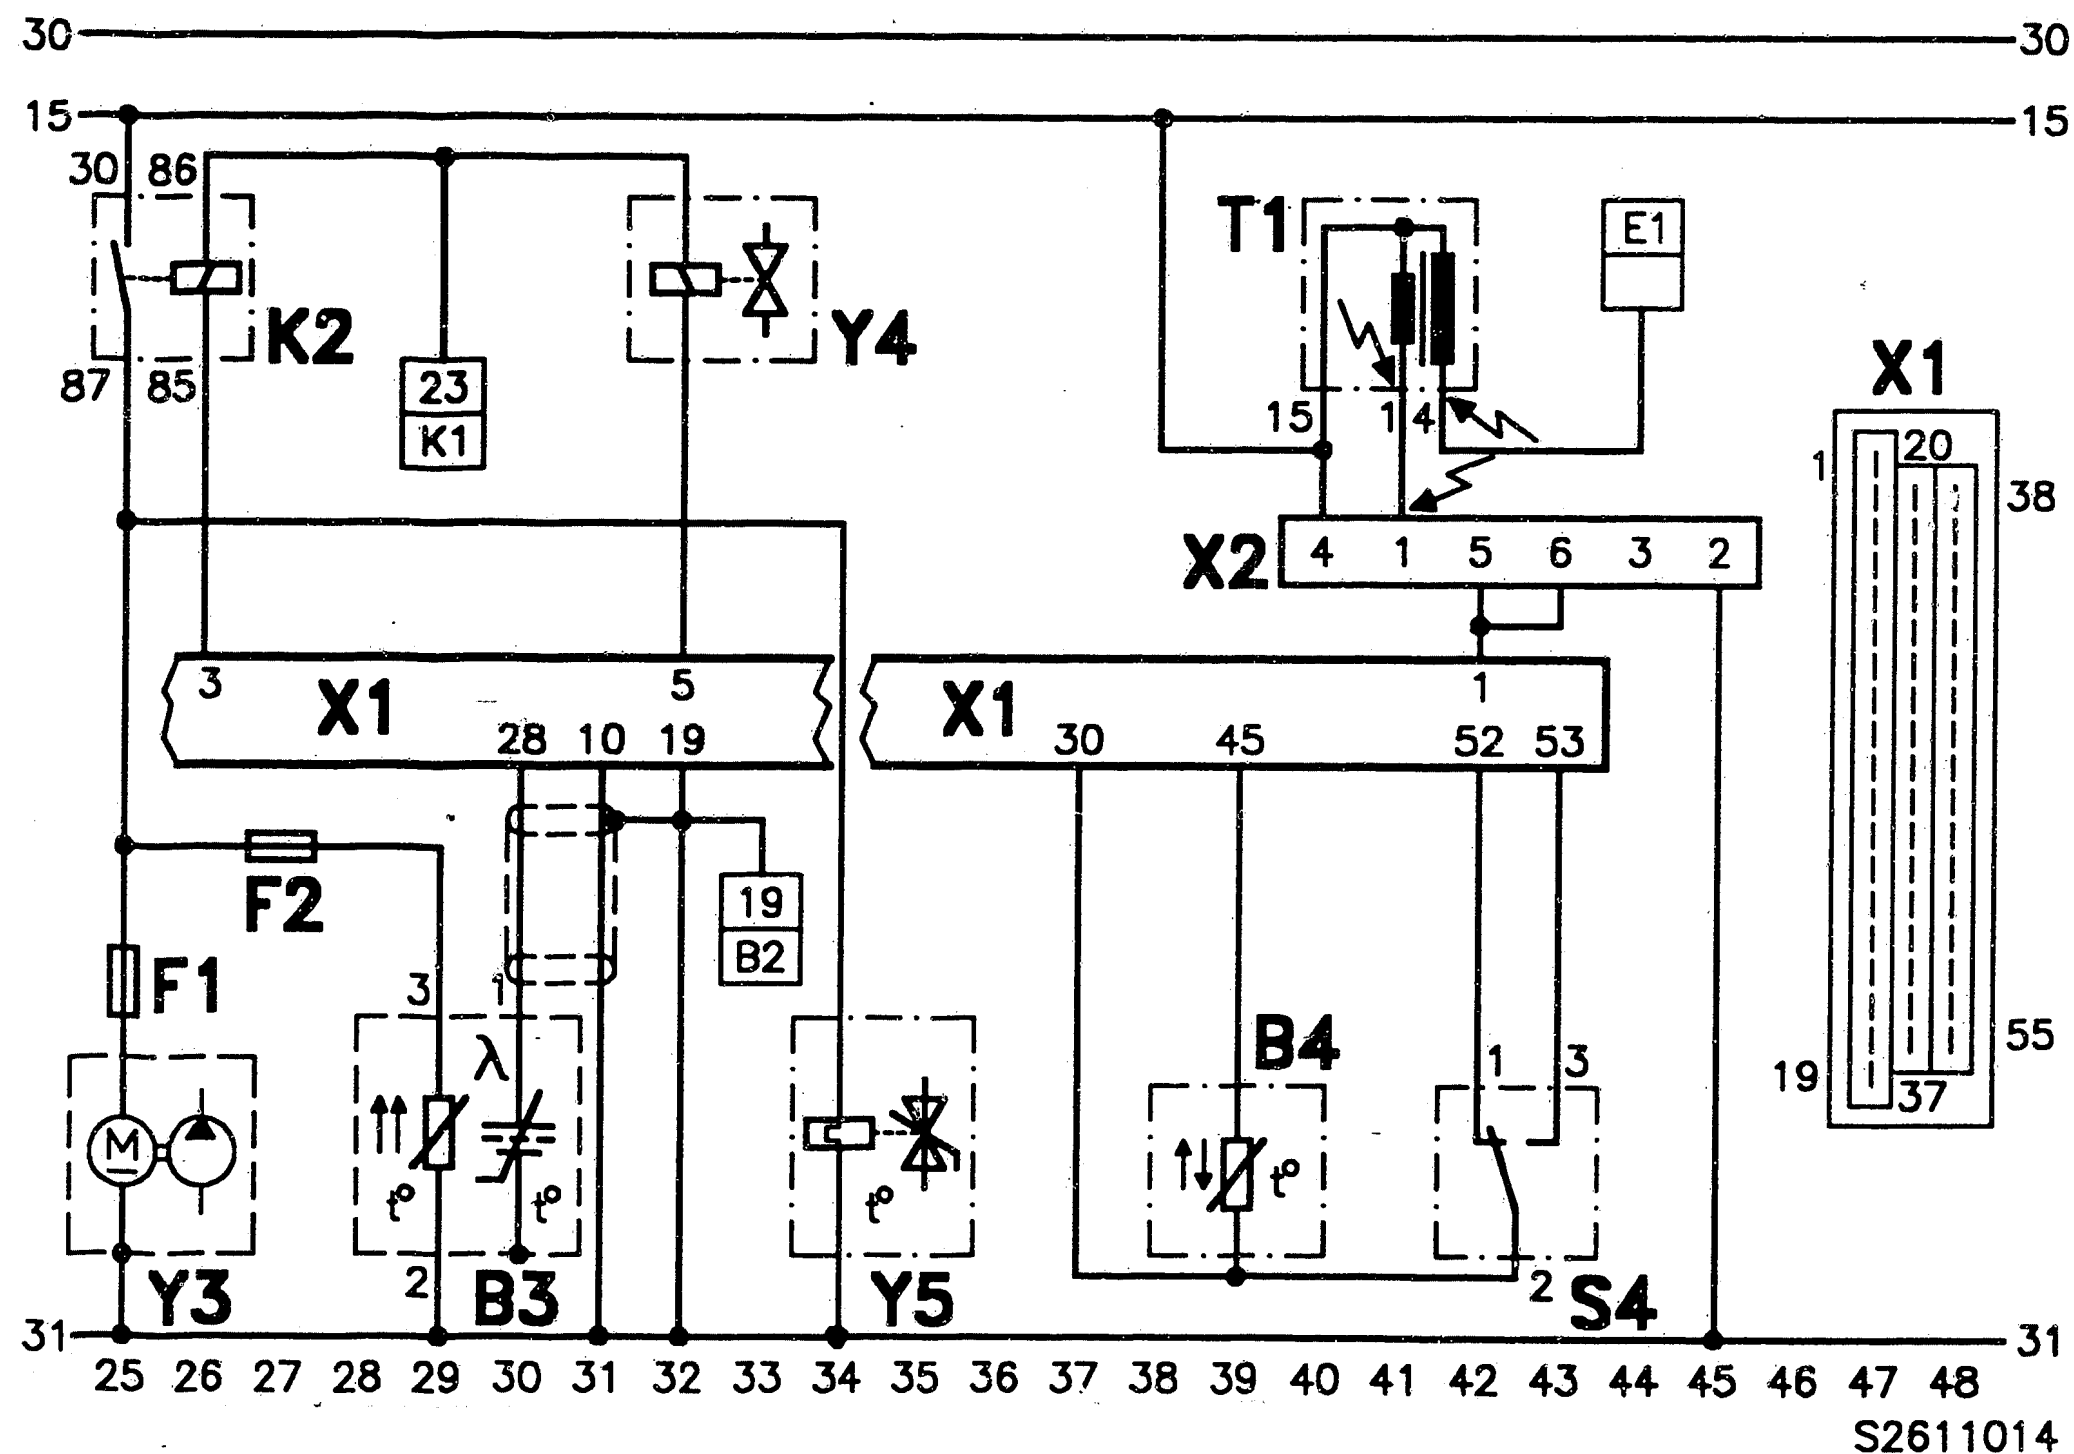 30 30
15 15
30 86
T1
E1
K2
Y4
X1
87 85
23
K1
15 1 4
1 20
38
X2 4 1 5 6 3 2
3 X1 5
28 10 19
X1 1
30 45 52 53
F2
19
B2
F1
3 1
λ
B4
1 3
55
19 37
M
t° t° t° t°
Y3
2 B3
Y5
2 S4
31 31
25 26 27 28 29 30 31 32 33 34 35 36 37 38 39 40 41 42 43 44 45 46 47 48
S2611014